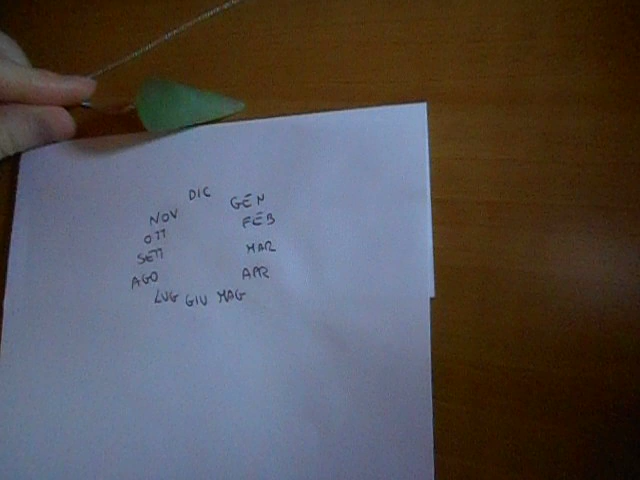 DIC
GEN
FEB
MAR
APR
MAG
GIU
LUG
AGO
SETT
OTT
NOV